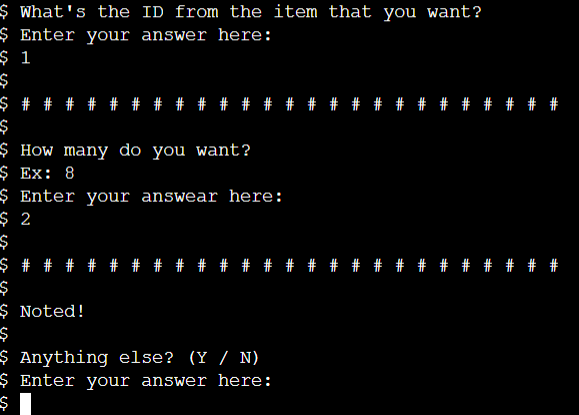 $ What's the ID from the item that you want?
$ Enter your answer here:
$ 1
$
$ # # # # # # # # # # # # # # # # # # # # # # # # #
$
$ How many do you want?
$ Ex: 8
$ Enter your answear here:
$ 2
$
$ # # # # # # # # # # # # # # # # # # # # # # # # #
$
$ Noted!
$
$ Anything else? (Y / N)
$ Enter your answer here:
$